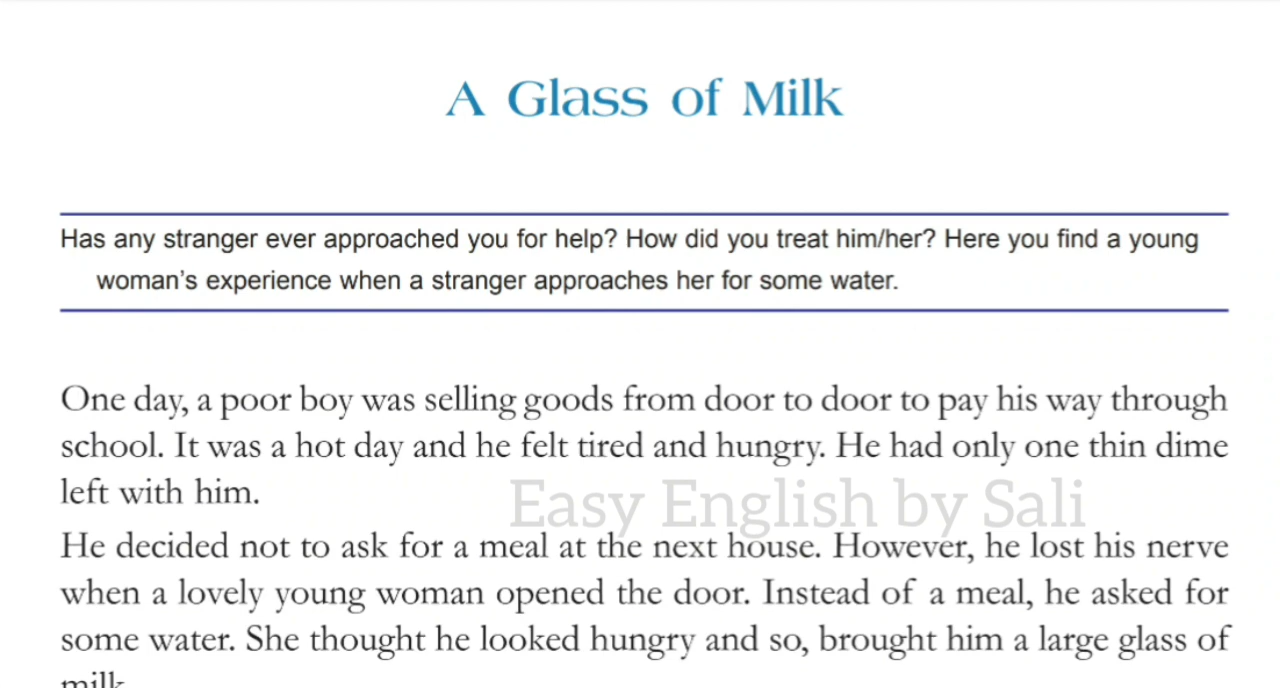 A Glass of Milk
Has any stranger ever approached you for help? How did you treat him/her? Here you find a young
woman's experience when a stranger approaches her for some water.
One day, a poor boy was selling goods from door to door to pay his way through
school. It was a hot day and he felt tired and hungry. He had only one thin dime
left with him.
Easy English by Sali
He decided not to ask for a meal at the next house. However, he lost his nerve
when a lovely young woman opened the door. Instead of a meal, he asked for
some water. She thought he looked hungry and so, brought him a large glass of
milk